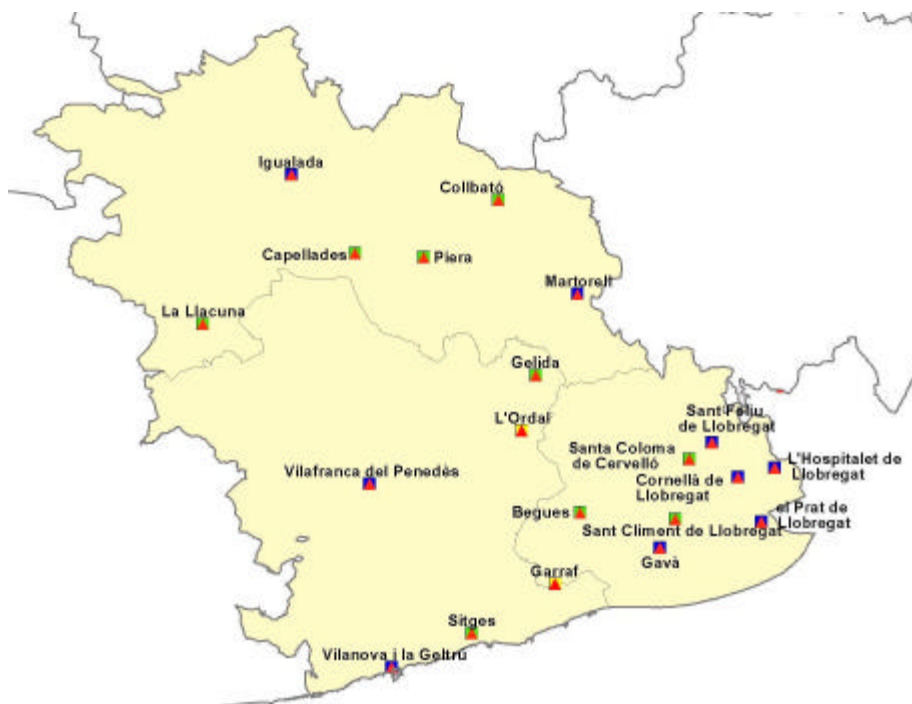 Igualada
Collbató
Capellades
Piera
Martorell
La Llacuna
Gelida
L'Ordal
Sant Feliu
de Llobregat
Santa Coloma
de Cervelló
L'Hospitalet de
Llobregat
Vilafranca del Penedès
Cornellà de
Llobregat
Begues
el Prat de
Llobregat
Sant Climent de Llobregat
Gavà
Garraf
Sitges
Vilanova i la Geltrú